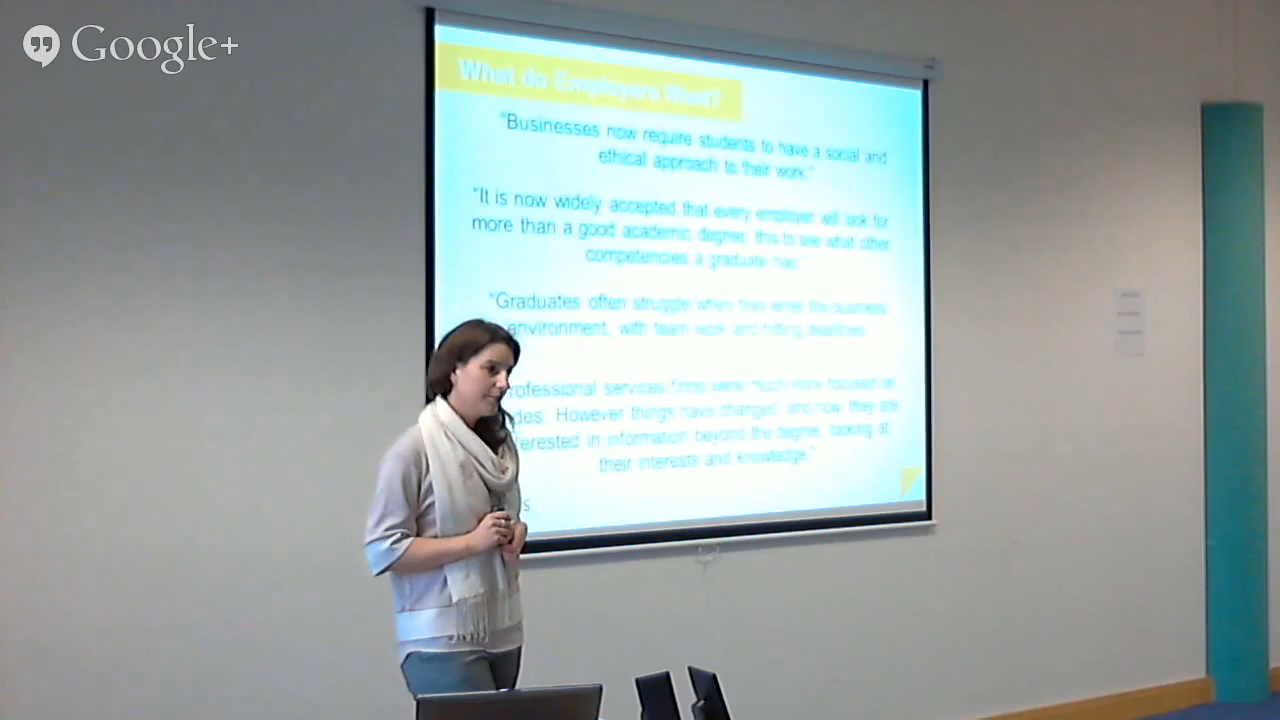 Google+
What do Employers Want?
"Businesses now require students to have a social and
ethical approach to their work."
"It is now widely accepted that every employer will look for
more than a good academic degree, this to see what other
competencies a graduate has."
"Graduates often struggle when they enter the business
environment, with team work and hitting deadlines
rofessional services firms were much more focused on
des. However things have changed, and now they are
terested in information beyond the degree, looking at
their interests and knowledge."
s